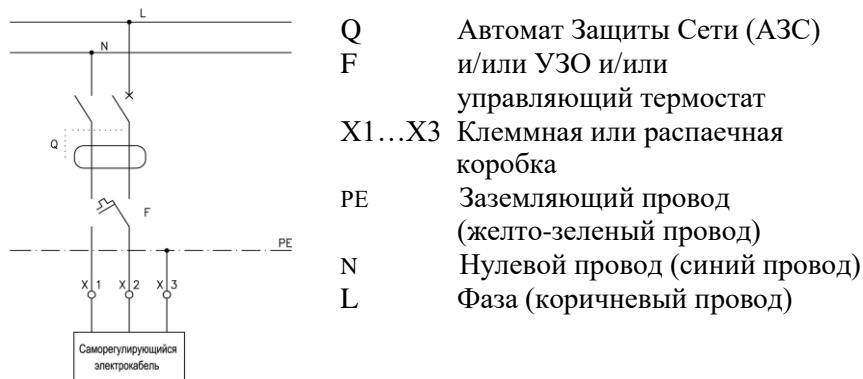 L
N
Q
F
PE
X 1 X 2 X 3
Саморегулирующийся
электрокабель
Q Автомат Защиты Сети (АЗС)
F и/или УЗО и/или
управляющий термостат
X1…X3 Клеммная или распаечная
коробка
PE Заземляющий провод
(желто-зеленый провод)
N Нулевой провод (синий провод)
L Фаза (коричневый провод)